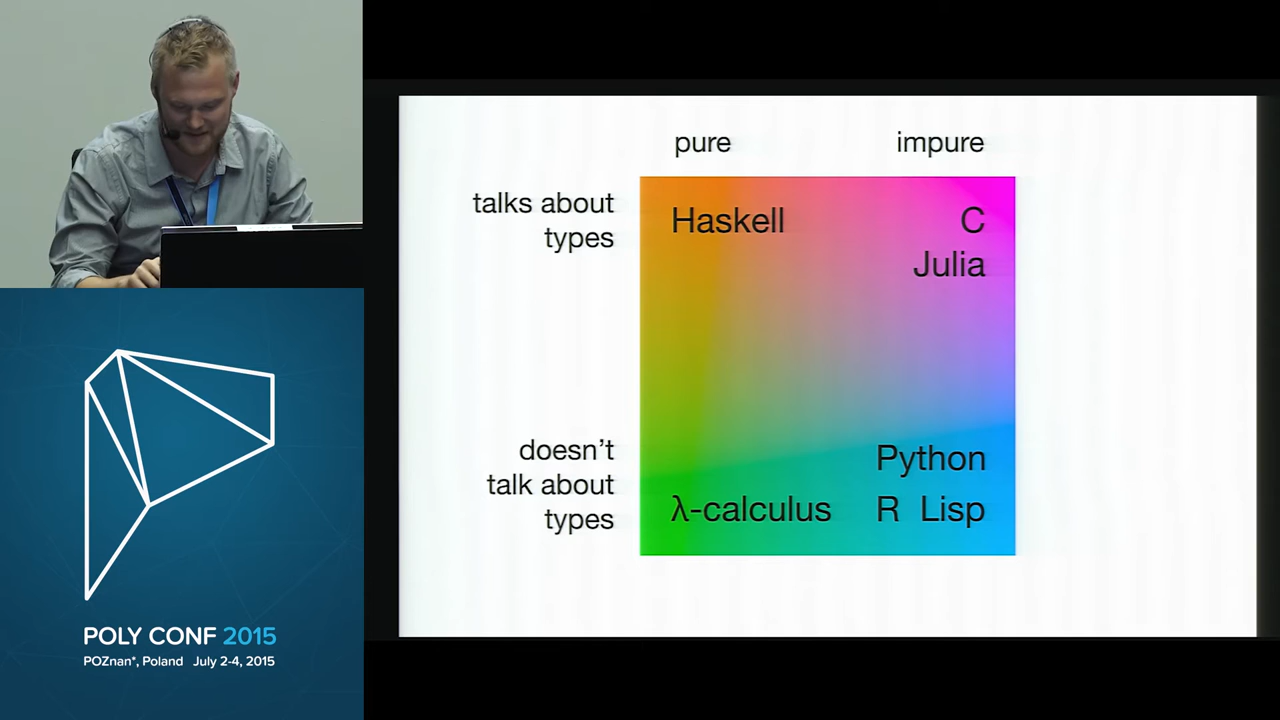 pure impure
talks about
types
Haskell C
Julia
doesn't
talk about
types
Python
λ-calculus R Lisp
POLY CONF 2015
POZnan*, Poland July 2-4, 2015